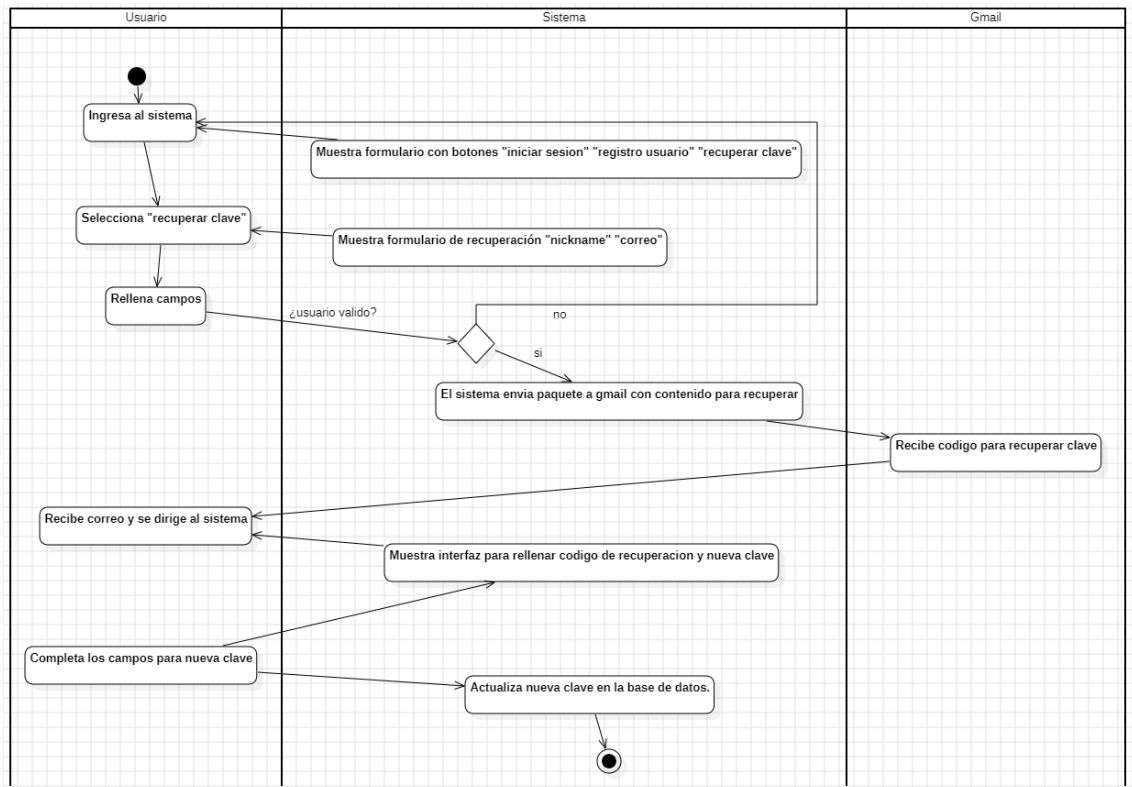 Usuario
Sistema
Gmail
Ingresa al sistema
Muestra formulario con botones "iniciar sesion" "registro usuario" "recuperar clave"
Selecciona "recuperar clave"
Muestra formulario de recuperación "nickname" "correo"
Rellena campos
¿usuario valido?
no
si
El sistema envia paquete a gmail con contenido para recuperar
Recibe codigo para recuperar clave
Recibe correo y se dirige al sistema
Muestra interfaz para rellenar codigo de recuperacion y nueva clave
Completa los campos para nueva clave
Actualiza nueva clave en la base de datos.